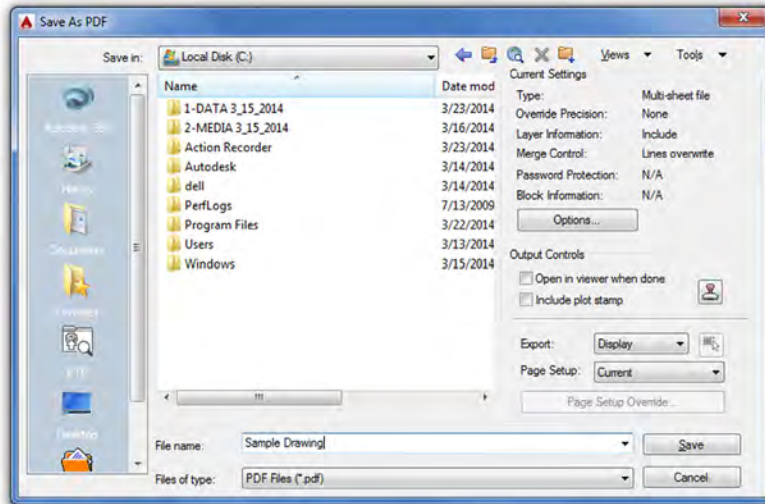 Save As PDF
Save in: Local Disk (C:) Views Tools
Name Date mod
1-DATA 3_15_2014 3/23/2014
2-MEDIA 3_15_2014 3/16/2014
Action Recorder 3/23/2014
Autodesk 3/14/2014
dell 3/14/2014
PerfLogs 7/13/2009
Program Files 3/22/2014
Users 3/13/2014
Windows 3/15/2014
Current Settings
Type: Multi-sheet file
Override Precision: None
Layer Information: Include
Merge Control: Lines overwrite
Password Protection: N/A
Block Information: N/A
Options...
Output Controls
Open in viewer when done
Include plot stamp
Export: Display
Page Setup: Current
Page Setup Override...
FTP
Desktop
File name: Sample Drawing Save
Files of type: PDF Files (*.pdf) Cancel